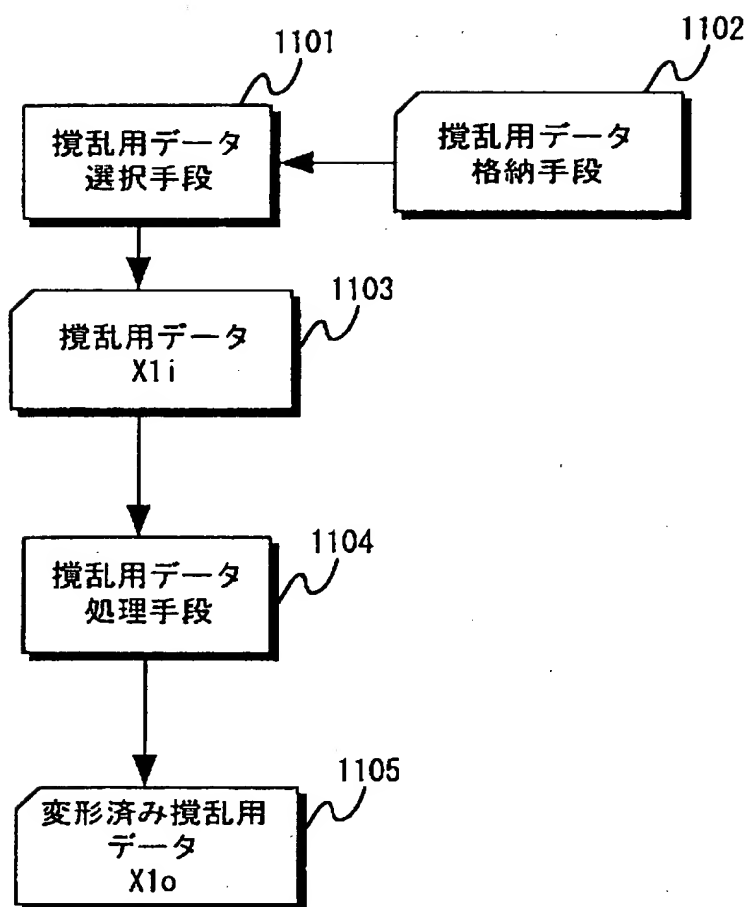 1101
1102
撹乱用データ
選択手段
撹乱用データ
格納手段
1103
撹乱用データ
X1i
1104
撹乱用データ
処理手段
1105
変形済み撹乱用
データ
X1o